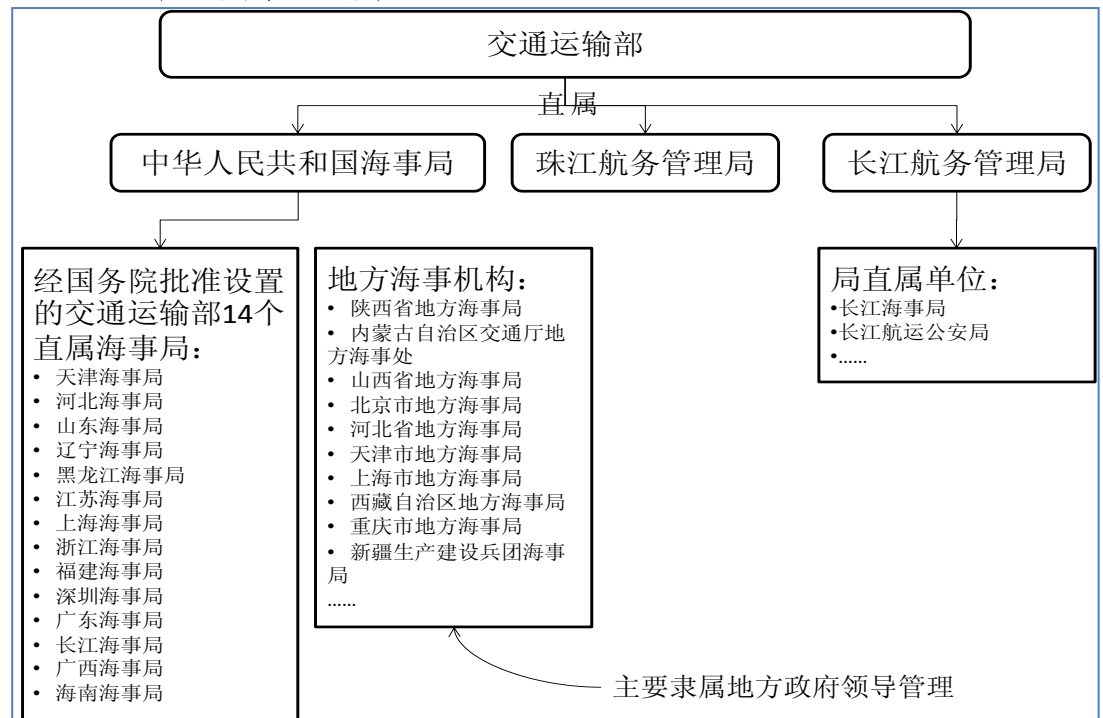 交通运输部
直属
中华人民共和国海事局
珠江航务管理局
长江航务管理局
经国务院批准设置
的交通运输部14个
直属海事局：
• 天津海事局
• 河北海事局
• 山东海事局
• 辽宁海事局
• 黑龙江海事局
• 江苏海事局
• 上海海事局
• 浙江海事局
• 福建海事局
• 深圳海事局
• 广东海事局
• 长江海事局
• 广西海事局
• 海南海事局
地方海事机构：
• 陕西省地方海事局
• 内蒙古自治区交通厅地
方海事处
• 山西省地方海事局
• 北京市地方海事局
• 河北省地方海事局
• 天津市地方海事局
• 上海市地方海事局
• 西藏自治区地方海事局
• 重庆市地方海事局
• 新疆生产建设兵团海事
局
......
局直属单位：
•长江海事局
•长江航运公安局
•......
主要隶属地方政府领导管理